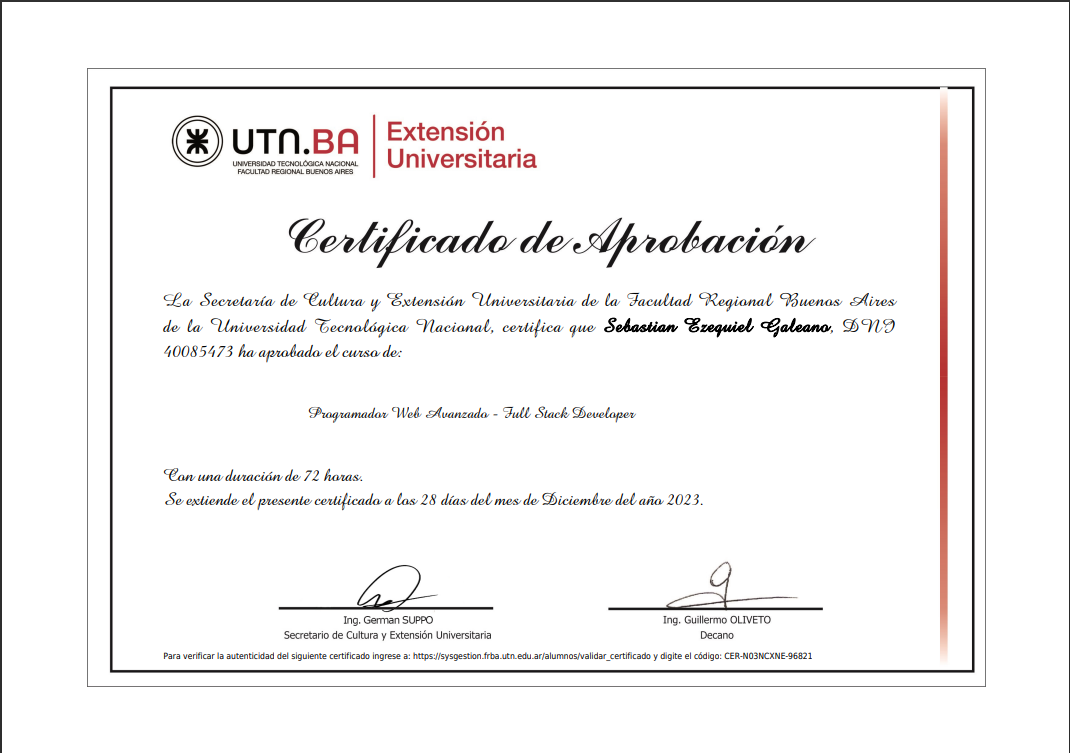 UTN.BA
UNIVERSIDAD TECNOLÓGICA NACIONAL
FACULTAD REGIONAL BUENOS AIRES
Extensión
Universitaria
Certificado de Aprobación
La Secretaría de Cultura y Extensión Universitaria de la Facultad Regional Buenos Aires
de la Universidad Tecnológica Nacional, certifica que Sebastian Ezequiel Galeano, DNI
40085473 ha aprobado el curso de:
Programador Web Avanzado - Full Stack Developer
Con una duración de 72 horas.
Se extiende el presente certificado a los 28 días del mes de Diciembre del año 2023.
Ing. German SUPPO
Secretario de Cultura y Extensión Universitaria
Ing. Guillermo OLIVETO
Decano
Para verificar la autenticidad del siguiente certificado ingrese a: https://sysgestion.frba.utn.edu.ar/alumnos/validar_certificado y digite el código: CER-N03NCXNE-96821